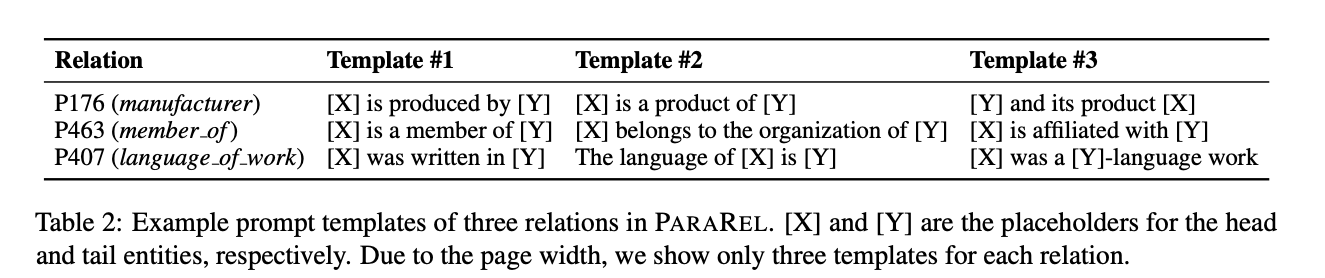 Relation Template #1 Template #2 Template #3
P176 (manufacturer) [X] is produced by [Y] [X] is a product of [Y] [Y] and its product [X]
P463 (member_of) [X] is a member of [Y] [X] belongs to the organization of [Y] [X] is affiliated with [Y]
P407 (language_of_work) [X] was written in [Y] The language of [X] is [Y] [X] was a [Y]-language work
Table 2: Example prompt templates of three relations in PARAREL. [X] and [Y] are the placeholders for the head
and tail entities, respectively. Due to the page width, we show only three templates for each relation.